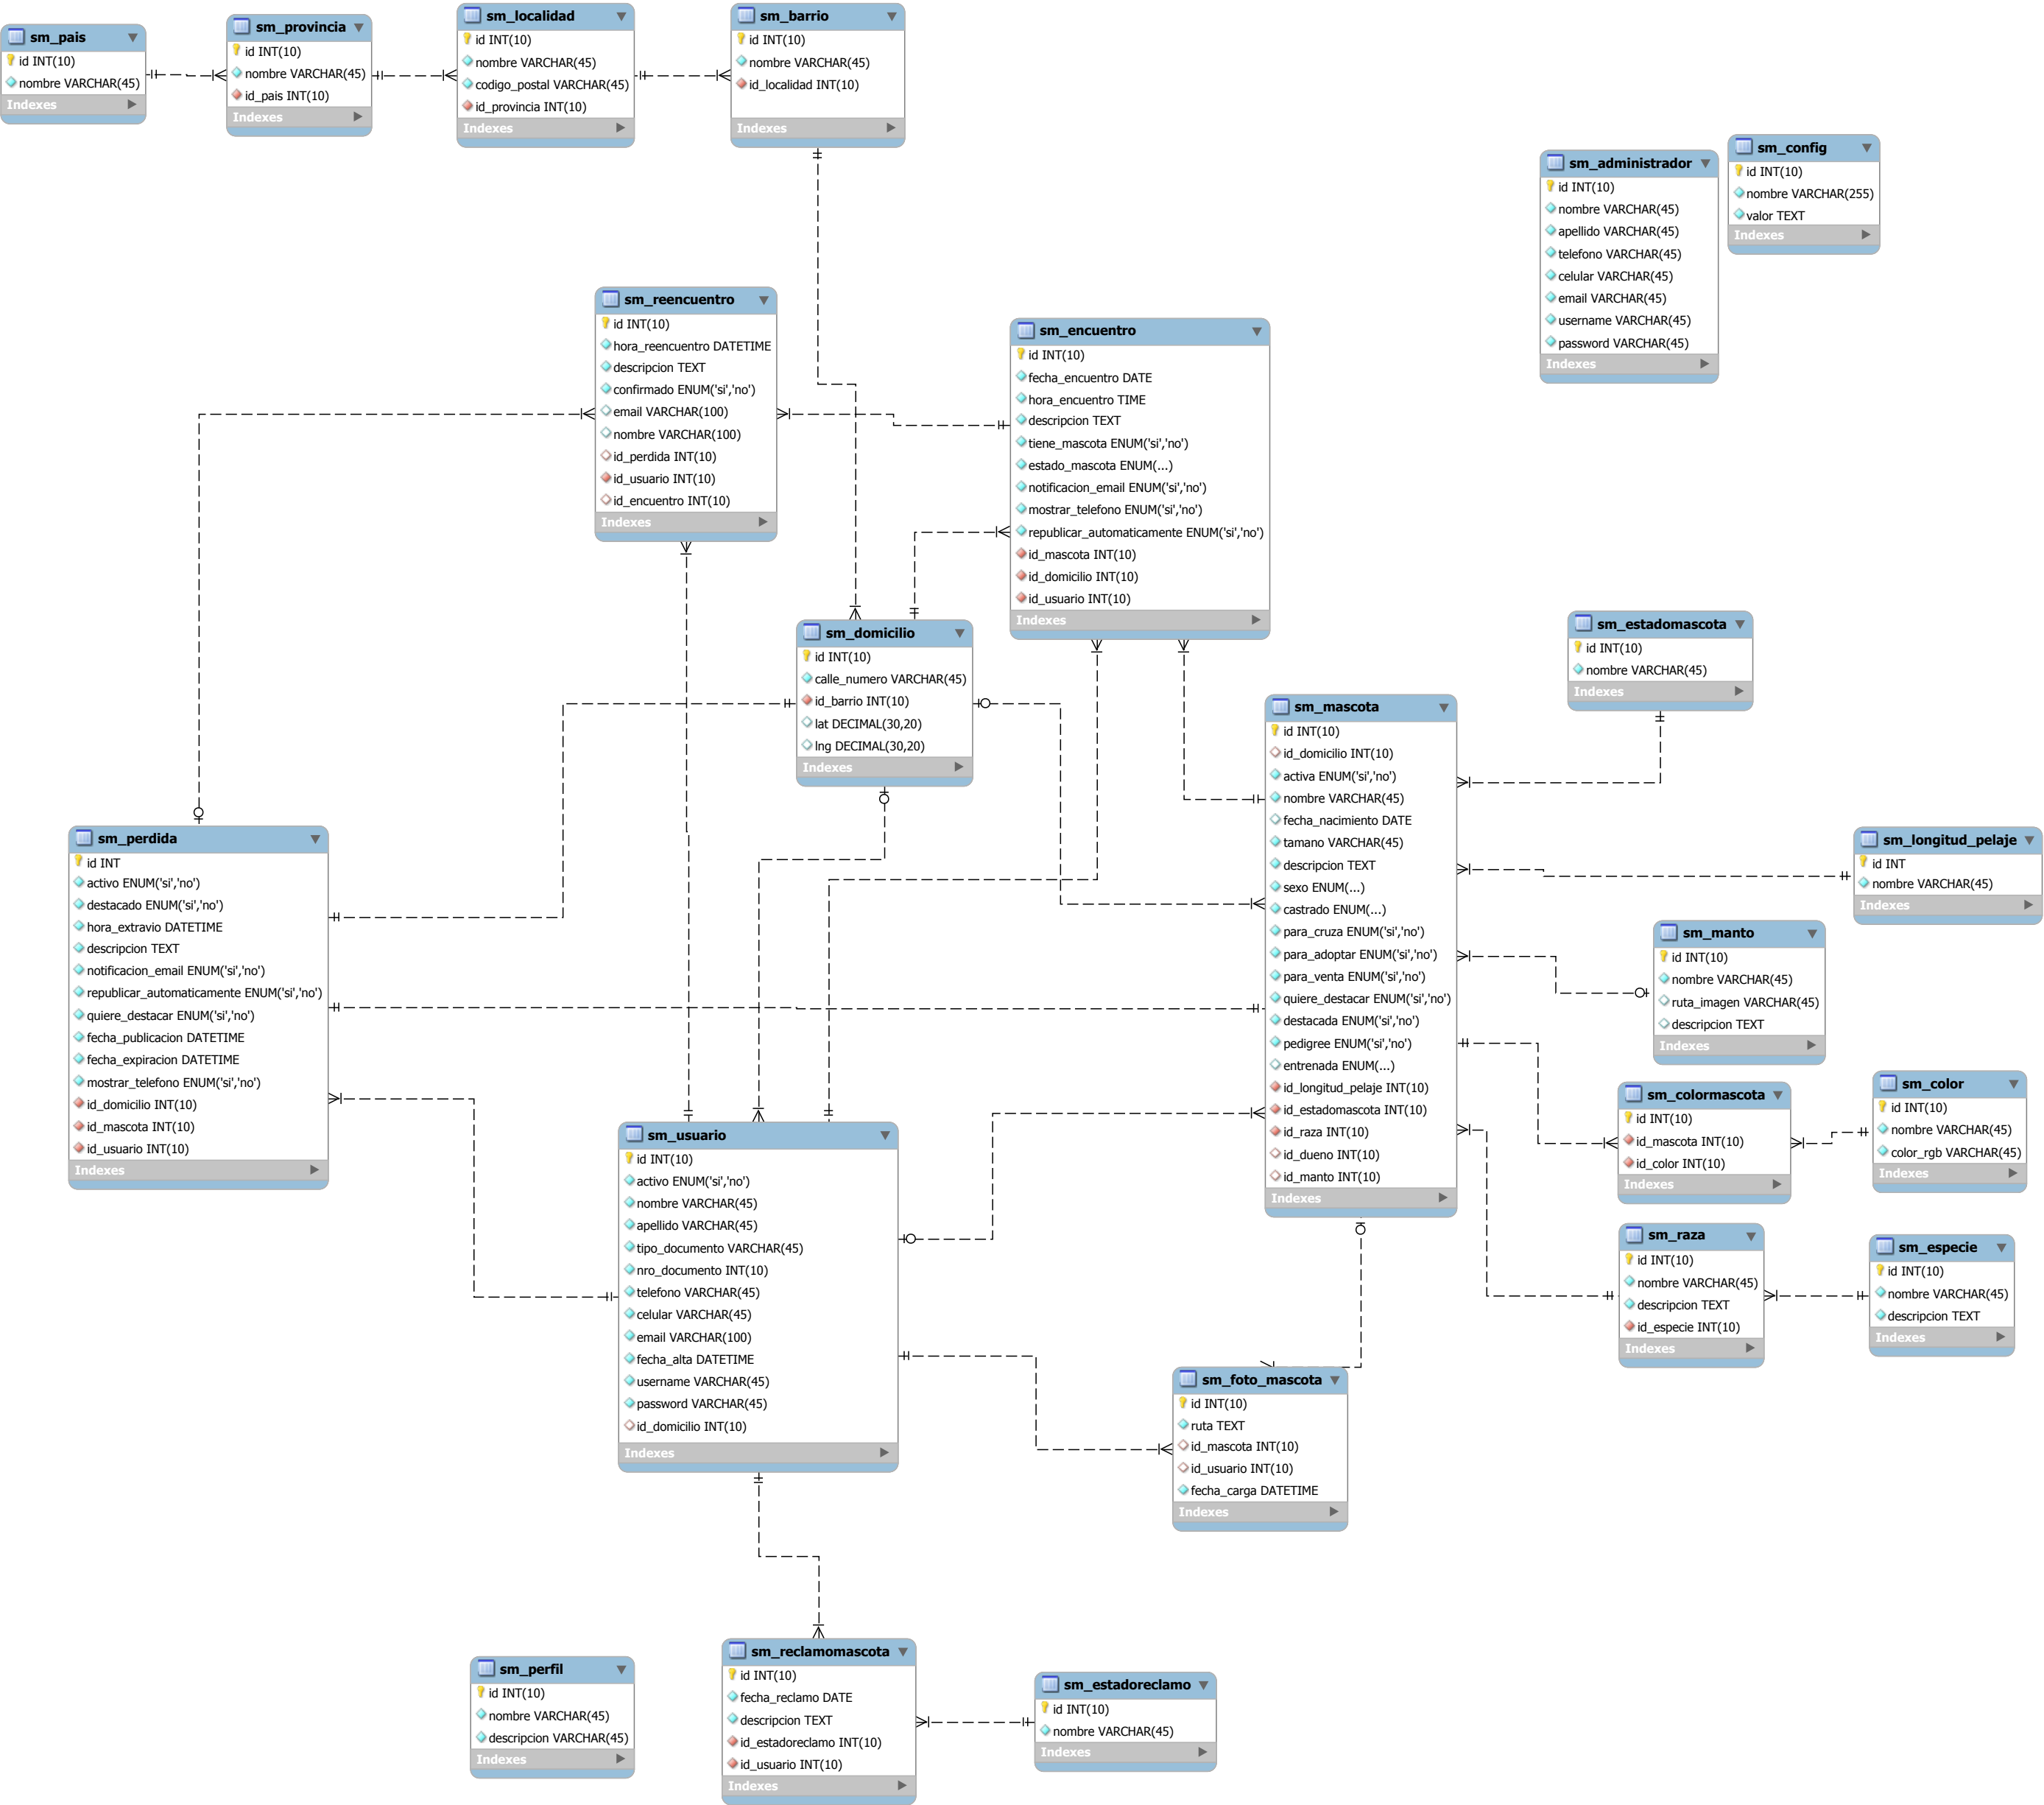 sm_pais
id INT(10)
nombre VARCHAR(45)
Indexes
sm_provincia
id INT(10)
nombre VARCHAR(45)
id_pais INT(10)
Indexes
sm_localidad
id INT(10)
nombre VARCHAR(45)
codigo_postal VARCHAR(45)
id_provincia INT(10)
Indexes
sm_barrio
id INT(10)
nombre VARCHAR(45)
id_localidad INT(10)
Indexes
sm_administrador
id INT(10)
nombre VARCHAR(45)
apellido VARCHAR(45)
telefono VARCHAR(45)
celular VARCHAR(45)
email VARCHAR(45)
username VARCHAR(45)
password VARCHAR(45)
Indexes
sm_config
id INT(10)
nombre VARCHAR(255)
valor TEXT
Indexes
sm_reencuentro
id INT(10)
hora_reencuentro DATETIME
descripcion TEXT
confirmado ENUM('si','no')
email VARCHAR(100)
nombre VARCHAR(100)
id_perdida INT(10)
id_usuario INT(10)
id_encuentro INT(10)
Indexes
sm_encuentro
id INT(10)
fecha_encuentro DATE
hora_encuentro TIME
descripcion TEXT
tiene_mascota ENUM('si','no')
estado_mascota ENUM(...)
notificacion_email ENUM('si','no')
mostrar_telefono ENUM('si','no')
republicar_automaticamente ENUM('si','no')
id_mascota INT(10)
id_domicilio INT(10)
id_usuario INT(10)
Indexes
sm_domicilio
id INT(10)
calle_numero VARCHAR(45)
id_barrio INT(10)
lat DECIMAL(30,20)
lng DECIMAL(30,20)
Indexes
sm_estadomascota
id INT(10)
nombre VARCHAR(45)
Indexes
sm_mascota
id INT(10)
id_domicilio INT(10)
activa ENUM('si','no')
nombre VARCHAR(45)
fecha_nacimiento DATE
tamano VARCHAR(45)
descripcion TEXT
sexo ENUM(...)
castrado ENUM(...)
para_cruza ENUM('si','no')
para_adoptar ENUM('si','no')
para_venta ENUM('si','no')
quiere_destacar ENUM('si','no')
destacada ENUM('si','no')
pedigree ENUM('si','no')
entrenada ENUM(...)
id_longitud_pelaje INT(10)
id_estadomascota INT(10)
id_raza INT(10)
id_dueno INT(10)
id_manto INT(10)
Indexes
sm_longitud_pelaje
id INT
nombre VARCHAR(45)
Indexes
sm_manto
id INT(10)
nombre VARCHAR(45)
ruta_imagen VARCHAR(45)
descripcion TEXT
Indexes
sm_perdida
id INT
activo ENUM('si','no')
destacado ENUM('si','no')
hora_extravio DATETIME
descripcion TEXT
notificacion_email ENUM('si','no')
republicar_automaticamente ENUM('si','no')
quiere_destacar ENUM('si','no')
fecha_publicacion DATETIME
fecha_expiracion DATETIME
mostrar_telefono ENUM('si','no')
id_domicilio INT(10)
id_mascota INT(10)
id_usuario INT(10)
Indexes
sm_colormascota
id INT(10)
id_mascota INT(10)
id_color INT(10)
Indexes
sm_color
id INT(10)
nombre VARCHAR(45)
color_rgb VARCHAR(45)
Indexes
sm_usuario
id INT(10)
activo ENUM('si','no')
nombre VARCHAR(45)
apellido VARCHAR(45)
tipo_documento VARCHAR(45)
nro_documento INT(10)
telefono VARCHAR(45)
celular VARCHAR(45)
email VARCHAR(100)
fecha_alta DATETIME
username VARCHAR(45)
password VARCHAR(45)
id_domicilio INT(10)
Indexes
sm_raza
id INT(10)
nombre VARCHAR(45)
descripcion TEXT
id_especie INT(10)
Indexes
sm_especie
id INT(10)
nombre VARCHAR(45)
descripcion TEXT
Indexes
sm_foto_mascota
id INT(10)
ruta TEXT
id_mascota INT(10)
id_usuario INT(10)
fecha_carga DATETIME
Indexes
sm_perfil
id INT(10)
nombre VARCHAR(45)
descripcion VARCHAR(45)
Indexes
sm_reclamomascota
id INT(10)
fecha_reclamo DATE
descripcion TEXT
id_estadoreclamo INT(10)
id_usuario INT(10)
Indexes
sm_estadoreclamo
id INT(10)
nombre VARCHAR(45)
Indexes